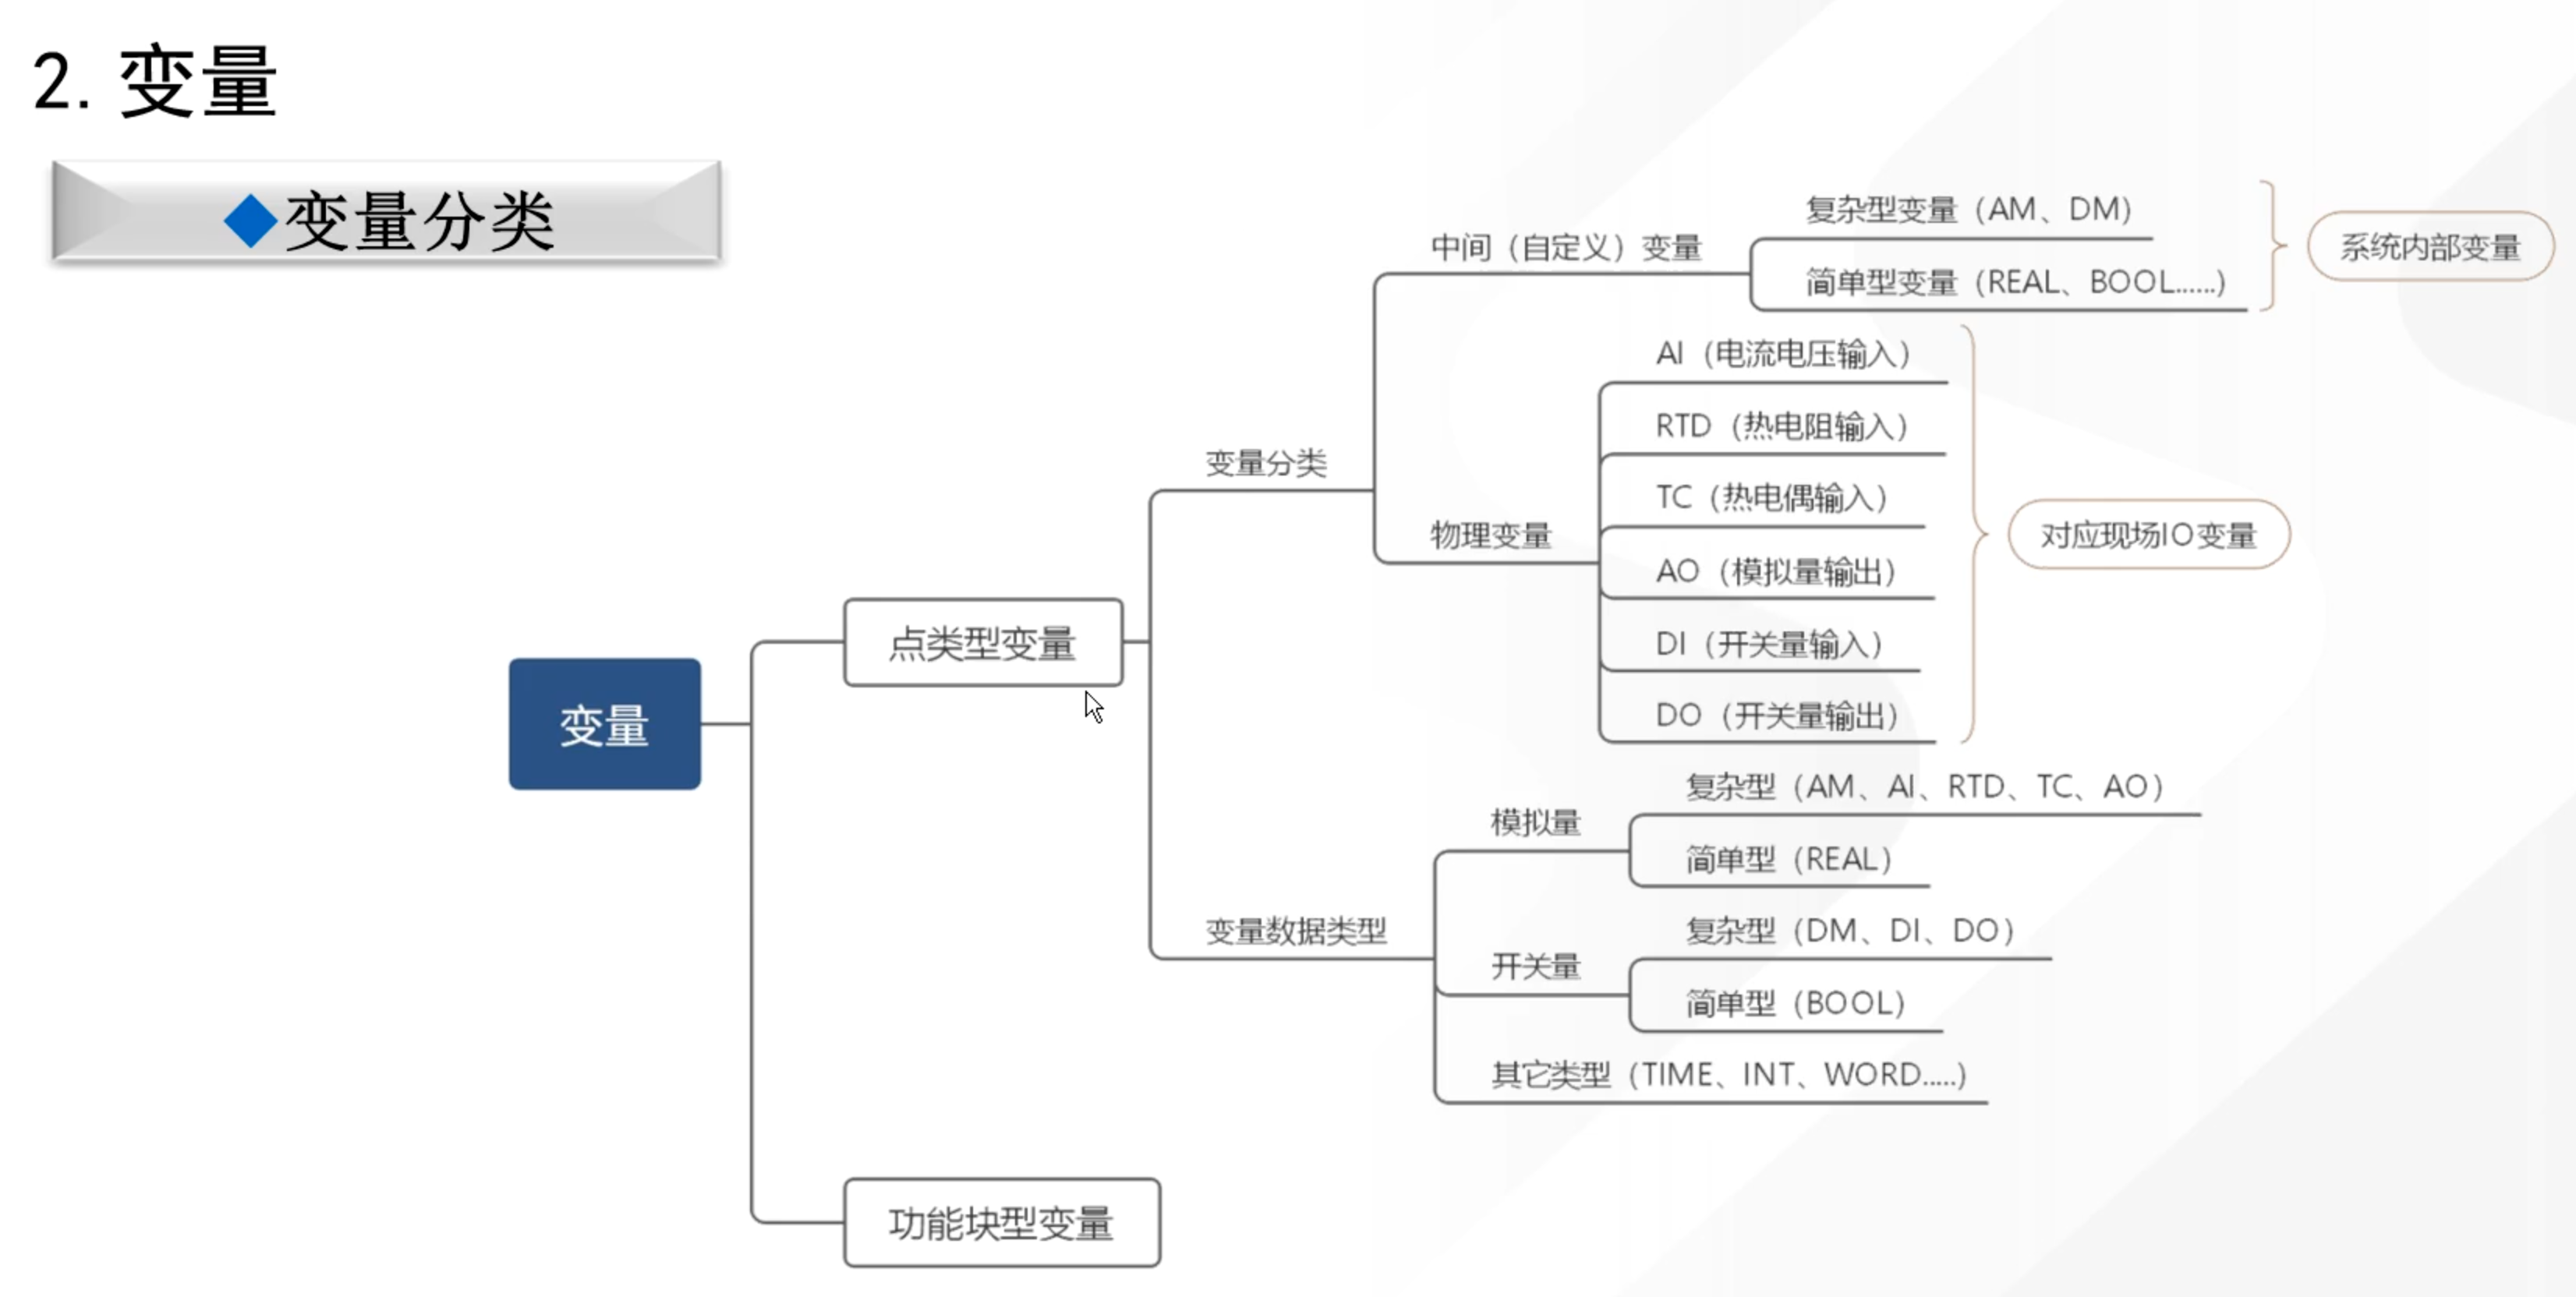 2. 变量
◆变量分类
变量
点类型变量
变量分类
中间（自定义）变量
复杂型变量（AM、DM）
简单型变量（REAL、BOOL......）
系统内部变量
物理变量
AI（电流电压输入）
RTD（热电阻输入）
TC（热电偶输入）
AO（模拟量输出）
DI（开关量输入）
DO（开关量输出）
对应现场IO变量
变量数据类型
模拟量
复杂型（AM、AI、RTD、TC、AO）
简单型（REAL）
开关量
复杂型（DM、DI、DO）
简单型（BOOL）
其它类型（TIME、INT、WORD.....）
功能块型变量